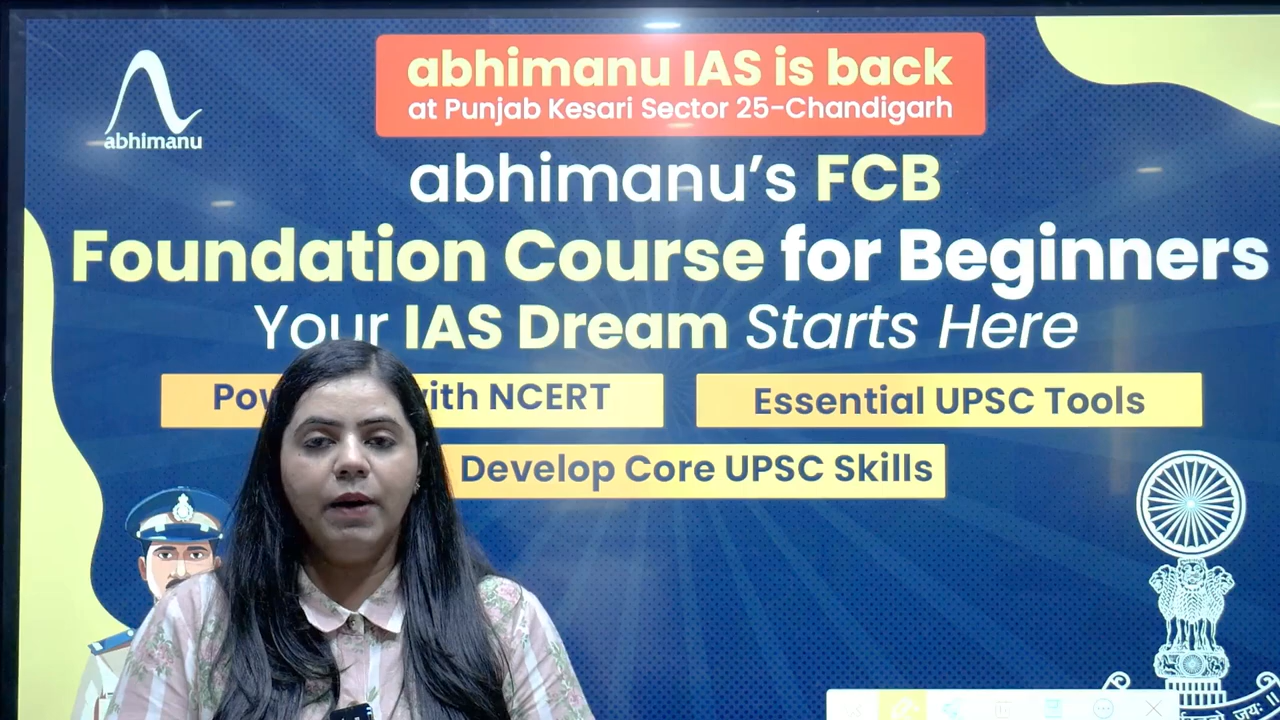 abhimanu IAS is back
at Punjab Kesari Sector 25-Chandigarh
abhimanu
abhimanu's FCB
Foundation Course for Beginners
Your IAS Dream Starts Here
with NCERT
Essential UPSC Tools
Develop Core UPSC Skills